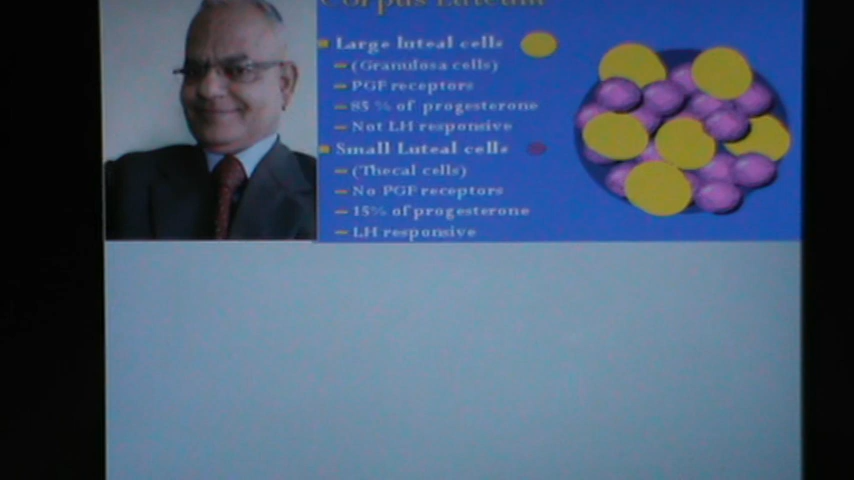 Corpus Luteum
Large luteal cells
(Granulosa cells)
PGF receptors
85 % of progesterone
Not LH responsive
Small Luteal cells
(Thecal cells)
No PGF receptors
15% of progesterone
LH responsive